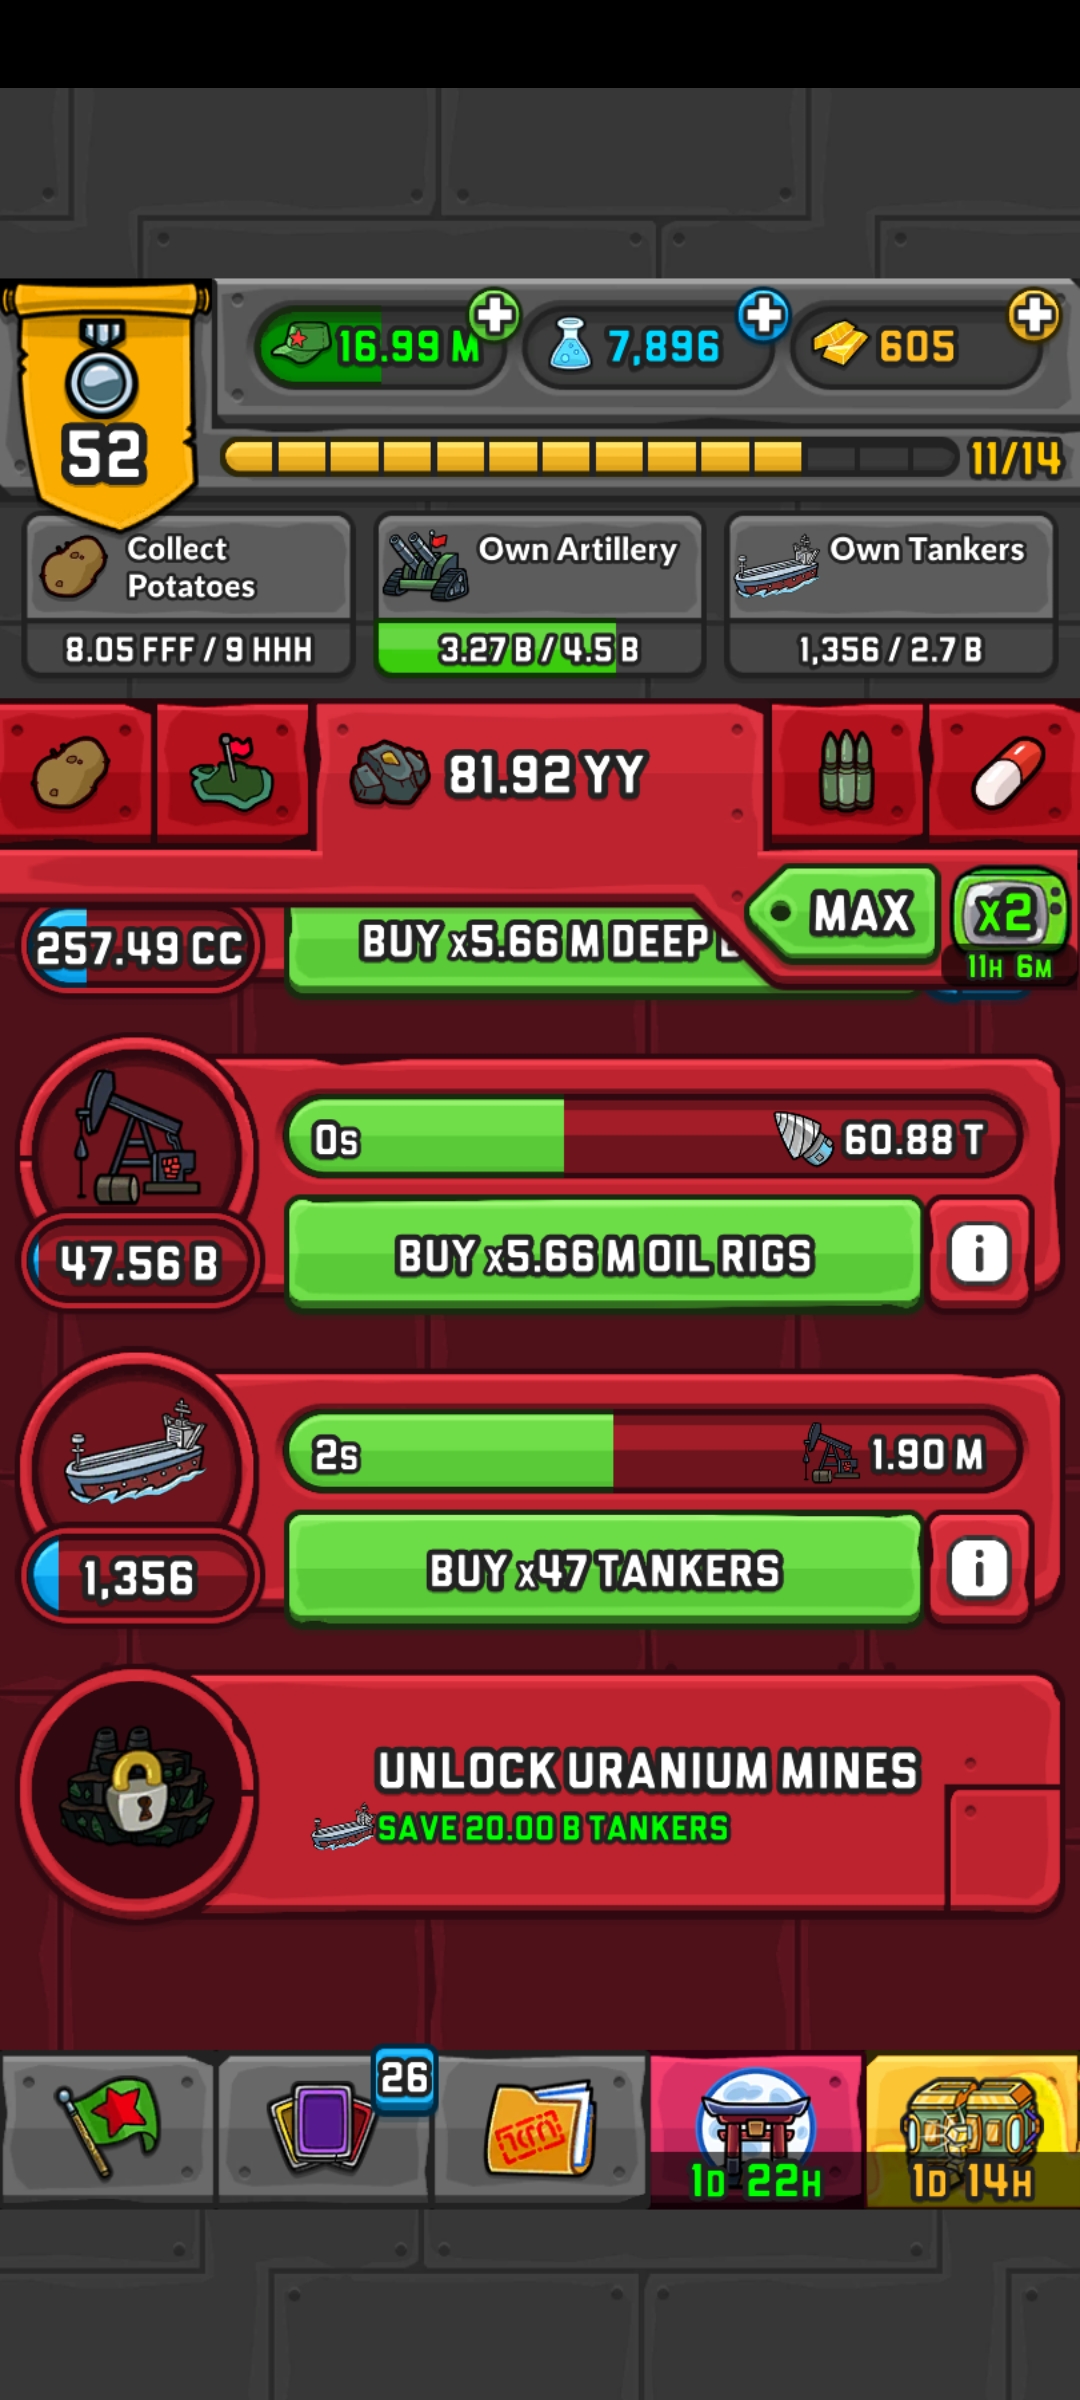 16.99 M
7,896
605
52
11/14
Collect
Potatoes
8.05 FFF / 9 HHH
Own Artillery
3.27 B / 4.5 B
Own Tankers
1,356 / 2.7 B
81.92 YY
MAX
x2
11H 6M
257.49 CC
BUY x5.66 M DEEP
0s
60.88 T
47.56 B
BUY x5.66 M OIL RIGS
i
2s
1.90 M
1,356
BUY x47 TANKERS
i
UNLOCK URANIUM MINES
SAVE 20.00 B TANKERS
26
1D 22H
1D 14H